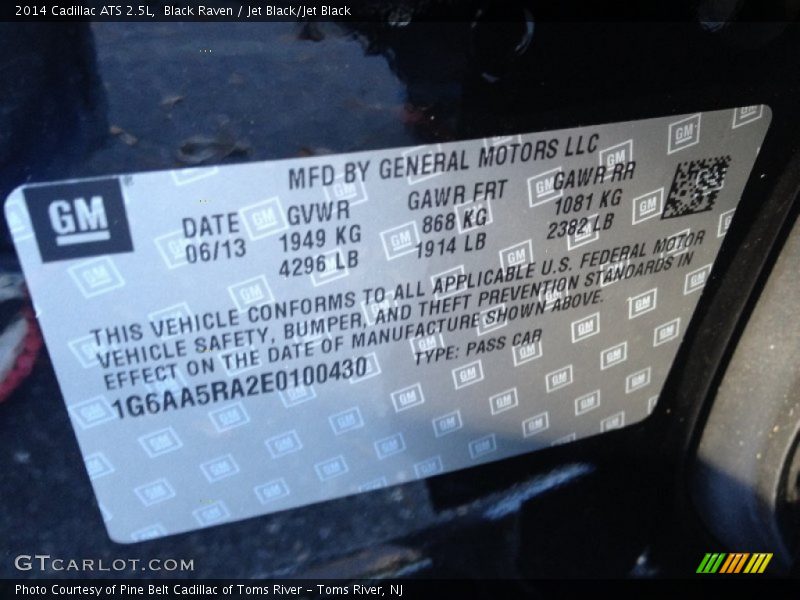 2014 Cadillac ATS 2.5L, Black Raven / Jet Black/Jet Black
GM
MFD BY GENERAL MOTORS LLC
DATE GVWR GAWR FRT GAWR RR
06/13 1949 KG 868 KG 1081 KG
4296 LB 1914 LB 2382 LB
THIS VEHICLE CONFORMS TO ALL APPLICABLE U.S. FEDERAL MOTOR
VEHICLE SAFETY, BUMPER, AND THEFT PREVENTION STANDARDS IN
EFFECT ON THE DATE OF MANUFACTURE SHOWN ABOVE.
1G6AA5RA2E0100430 TYPE: PASS CAR
GTCARLOT.COM
Photo Courtesy of Pine Belt Cadillac of Toms River – Toms River, NJ